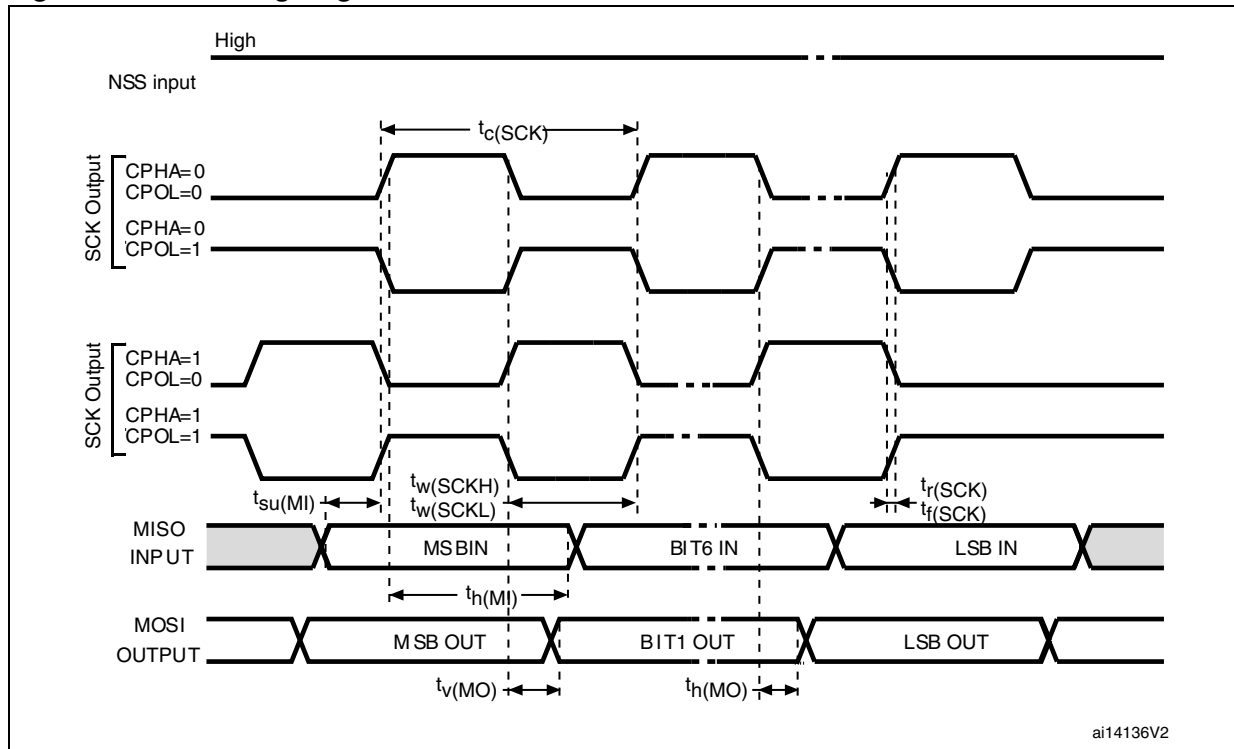 High
NSS input
tc(SCK)
SCK Output
CPHA=0
CPOL=0
CPHA=0
CPOL=1
SCK Output
CPHA=1
CPOL=0
CPHA=1
CPOL=1
tsu(MI)
tw(SCKH)
tw(SCKL)
tr(SCK)
tf(SCK)
MISO
INPUT
MSBIN
BIT6 IN
LSB IN
th(MI)
MOSI
OUTPUT
MSB OUT
BIT1 OUT
LSB OUT
tv(MO)
th(MO)
ai14136V2